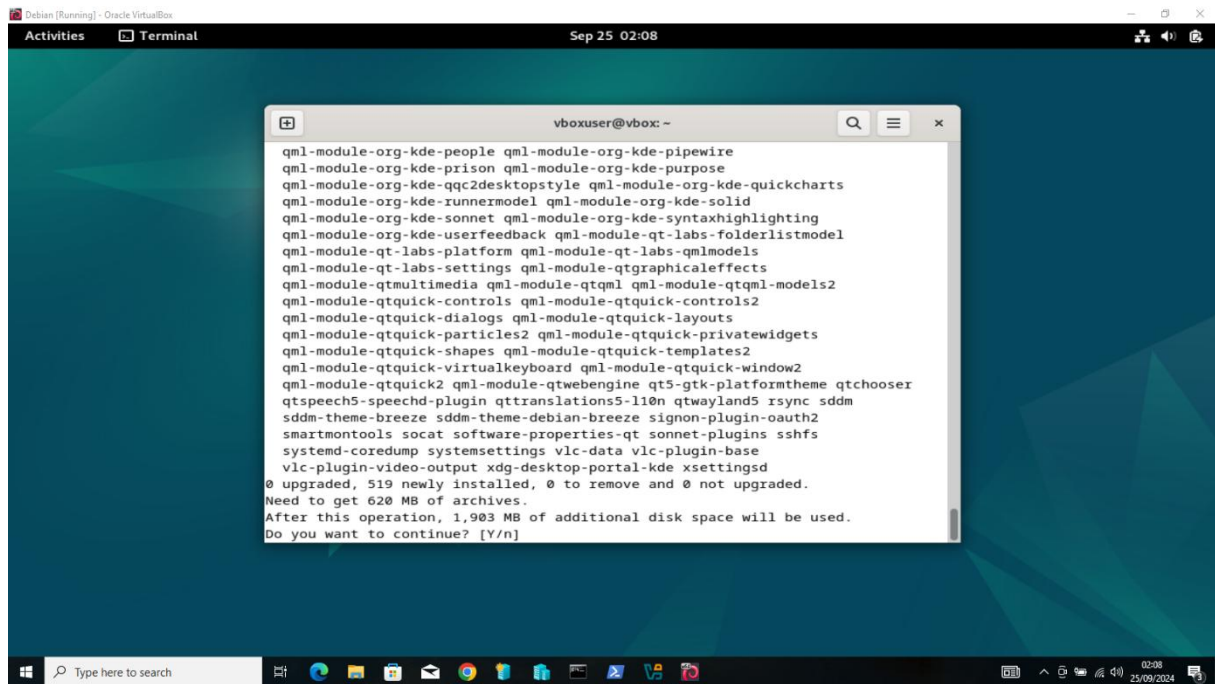 Debian [Running] - Oracle VirtualBox
Activities Terminal Sep 25 02:08
vboxuser@vbox: ~
qml-module-org-kde-people qml-module-org-kde-pipewire
qml-module-org-kde-prison qml-module-org-kde-purpose
qml-module-org-kde-qqc2desktopstyle qml-module-org-kde-quickcharts
qml-module-org-kde-runnermodel qml-module-org-kde-solid
qml-module-org-kde-sonnet qml-module-org-kde-syntaxhighlighting
qml-module-org-kde-userfeedback qml-module-qt-labs-folderlistmodel
qml-module-qt-labs-platform qml-module-qt-labs-qmlmodels
qml-module-qt-labs-settings qml-module-qtgraphicaleffects
qml-module-qtmultimedia qml-module-qtqml qml-module-qtqml-models2
qml-module-qtquick-controls qml-module-qtquick-controls2
qml-module-qtquick-dialogs qml-module-qtquick-layouts
qml-module-qtquick-particles2 qml-module-qtquick-privatewidgets
qml-module-qtquick-shapes qml-module-qtquick-templates2
qml-module-qtquick-virtualkeyboard qml-module-qtquick-window2
qml-module-qtquick2 qml-module-qtwebengine qt5-gtk-platformtheme qtchooser
qtspeech5-speechd-plugin qttranslations5-l10n qtwayland5 rsync sddm
sddm-theme-breeze sddm-theme-debian-breeze signon-plugin-oauth2
smartmontools socat software-properties-qt sonnet-plugins sshfs
systemd-coredump systemsettings vlc-data vlc-plugin-base
vlc-plugin-video-output xdg-desktop-portal-kde xsettingsd
0 upgraded, 519 newly installed, 0 to remove and 0 not upgraded.
Need to get 620 MB of archives.
After this operation, 1,903 MB of additional disk space will be used.
Do you want to continue? [Y/n]
Type here to search
02:08
25/09/2024
3